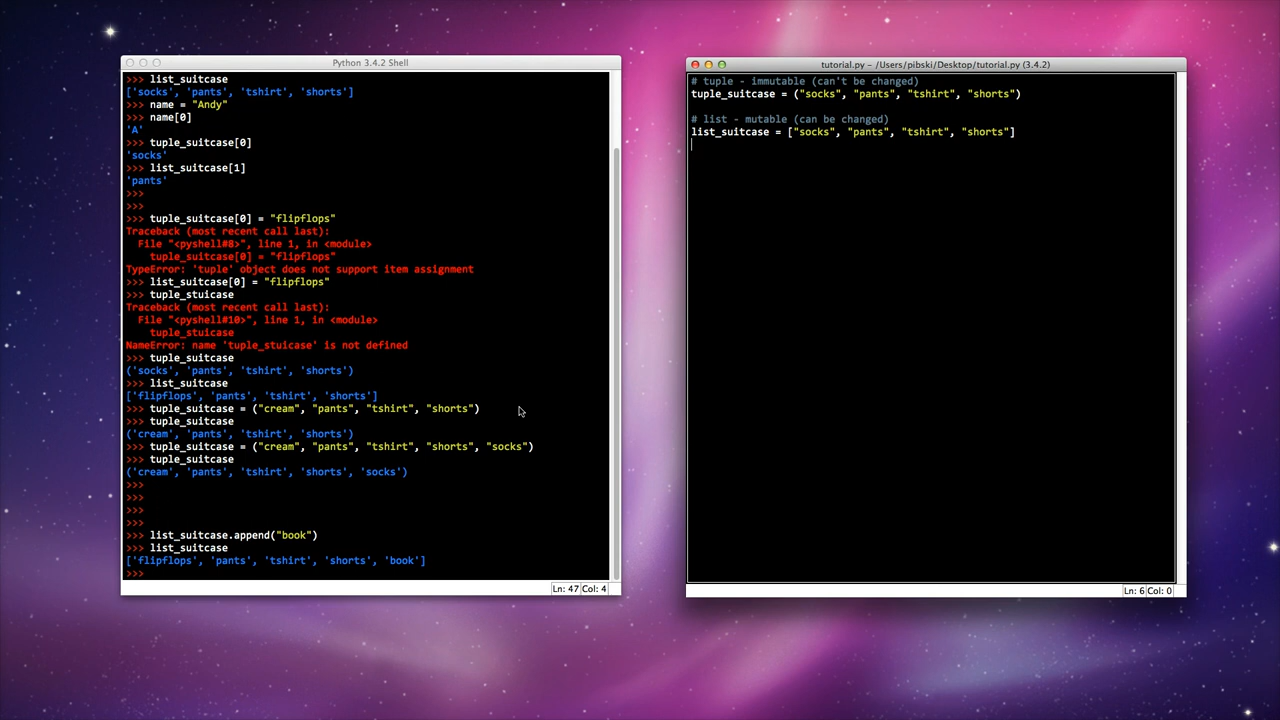 Python 3.4.2 Shell
>>> list_suitcase
['socks', 'pants', 'tshirt', 'shorts']
>>> name = "Andy"
>>> name[0]
'A'
>>> tuple_suitcase[0]
'socks'
>>> list_suitcase[1]
'pants'
>>>
>>>
>>> tuple_suitcase[0] = "flipflops"
Traceback (most recent call last):
  File "<pyshell#8>", line 1, in <module>
    tuple_suitcase[0] = "flipflops"
TypeError: 'tuple' object does not support item assignment
>>> list_suitcase[0] = "flipflops"
>>> tuple_stuicase
Traceback (most recent call last):
  File "<pyshell#10>", line 1, in <module>
    tuple_stuicase
NameError: name 'tuple_stuicase' is not defined
>>> tuple_suitcase
('socks', 'pants', 'tshirt', 'shorts')
>>> list_suitcase
['flipflops', 'pants', 'tshirt', 'shorts']
>>> tuple_suitcase = ("cream", "pants", "tshirt", "shorts")
>>> tuple_suitcase
('cream', 'pants', 'tshirt', 'shorts')
>>> tuple_suitcase = ("cream", "pants", "tshirt", "shorts", "socks")
>>> tuple_suitcase
('cream', 'pants', 'tshirt', 'shorts', 'socks')
>>>
>>>
>>>
>>>
>>> list_suitcase.append("book")
>>> list_suitcase
['flipflops', 'pants', 'tshirt', 'shorts', 'book']
>>>
Ln: 47 Col: 4
tutorial.py - /Users/pibski/Desktop/tutorial.py (3.4.2)
# tuple - immutable (can't be changed)
tuple_suitcase = ("socks", "pants", "tshirt", "shorts")
# list - mutable (can be changed)
list_suitcase = ["socks", "pants", "tshirt", "shorts"]
Ln: 6 Col: 0